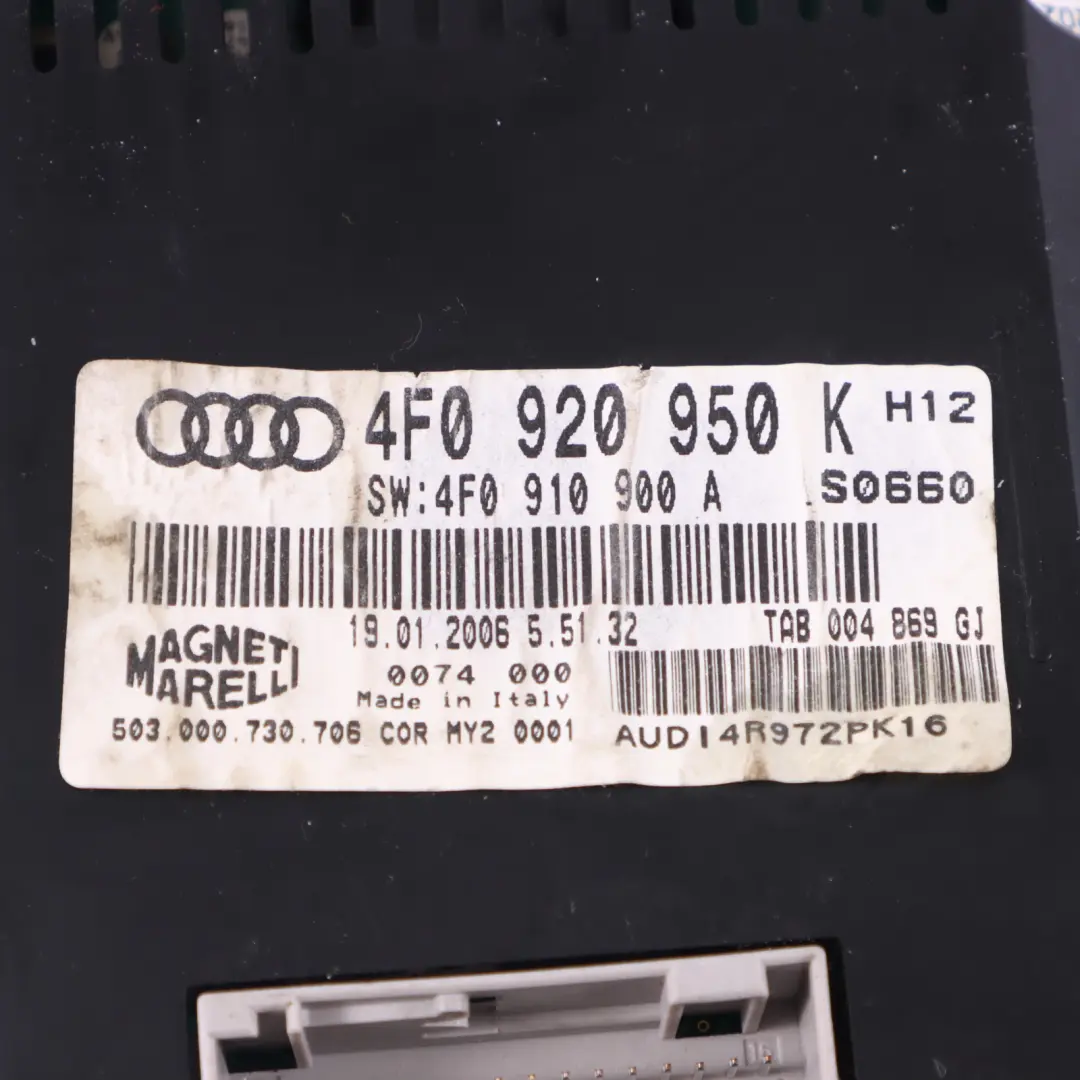 4F0 920 950 K H12
SW:4F0 910 900 A S0660
19.01.2006 5.51.32 TAB 004 869 GJ
MAGNETI
MARELLI
0074 000
Made in Italy
503.000.730.706 COR MY2 0001 AUDI4R972PK16
16